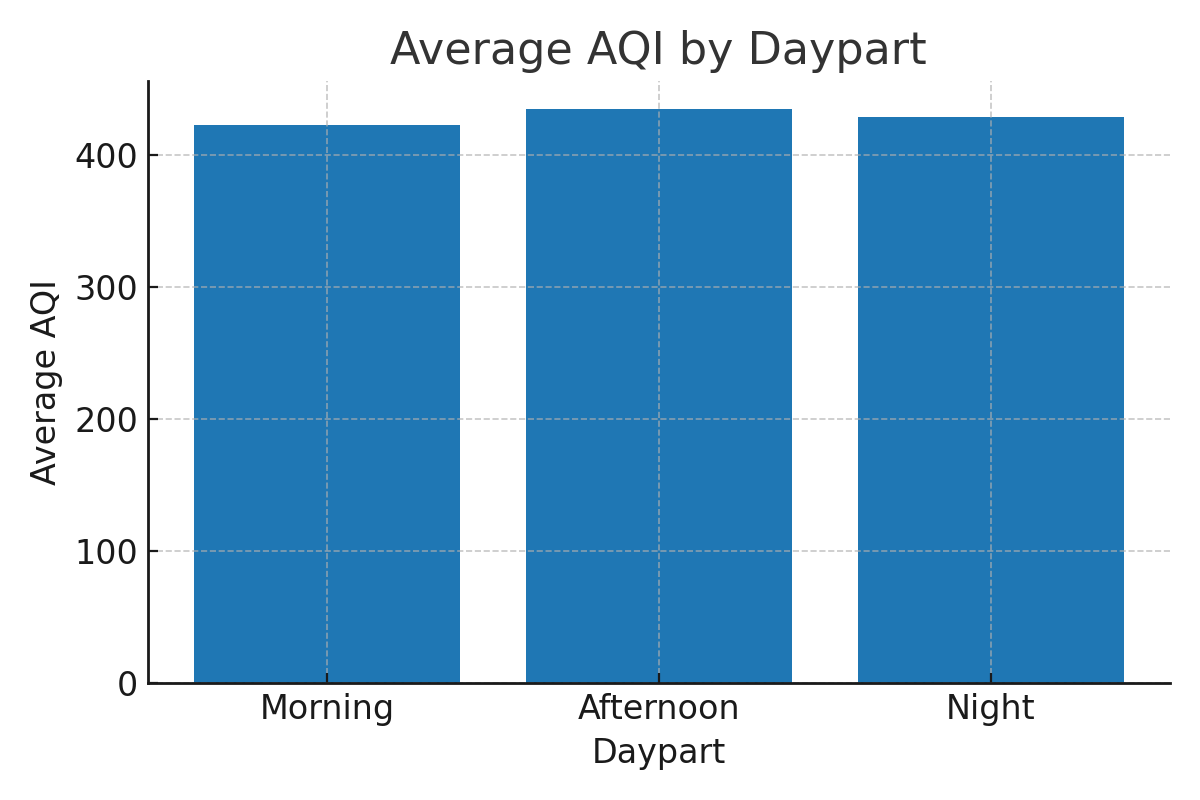 Average AQI by Daypart
Average AQI
400
300
200
100
0
Morning Afternoon Night
Daypart